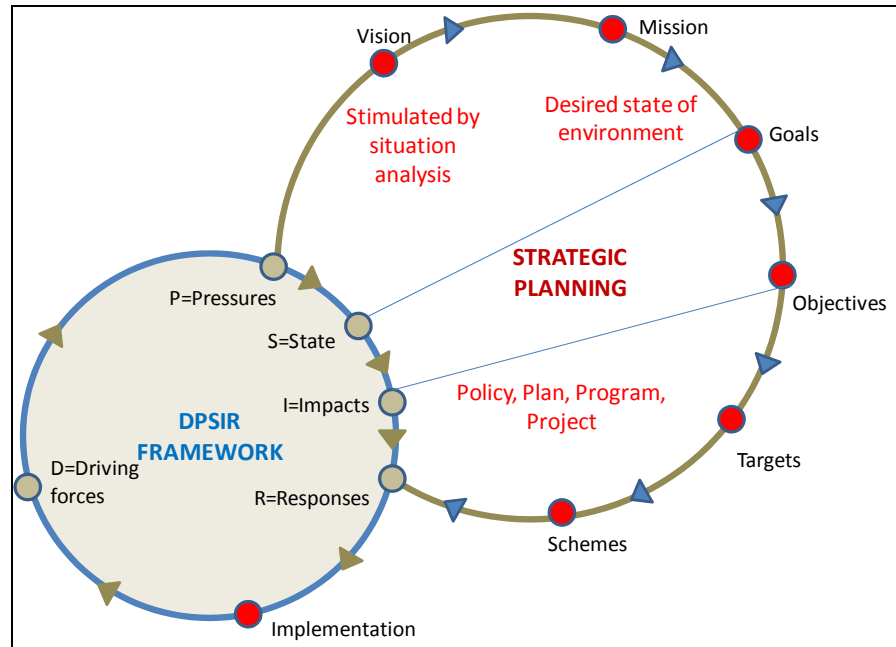 Vision
Mission
Stimulated by
situation
analysis
Desired state of
environment
Goals
STRATEGIC
PLANNING
P=Pressures
Objectives
S=State
I=Impacts
Policy, Plan, Program,
Project
DPSIR
FRAMEWORK
Targets
D=Driving
forces
R=Responses
Schemes
Implementation